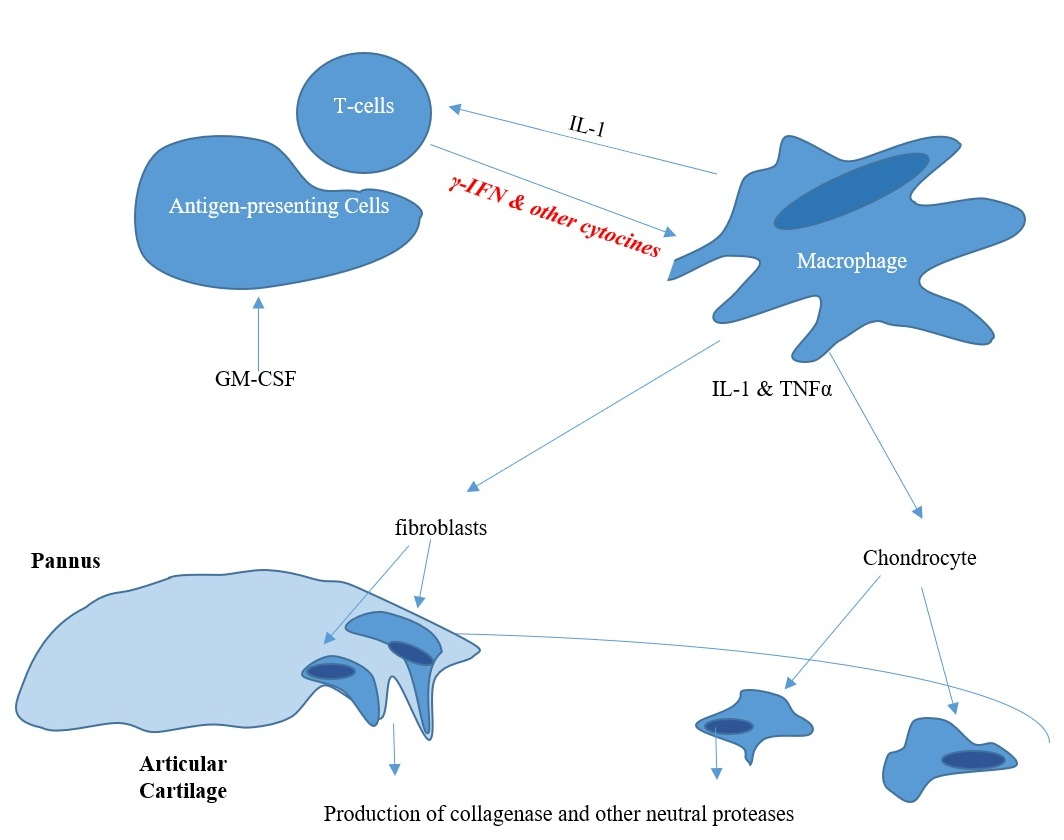 T-cells
IL-1
Antigen-presenting Cells
γ-IFN & other cytocines
Macrophage
GM-CSF
IL-1 & TNFα
fibroblasts
Chondrocyte
Pannus
Articular
Cartilage
Production of collagenase and other neutral proteases